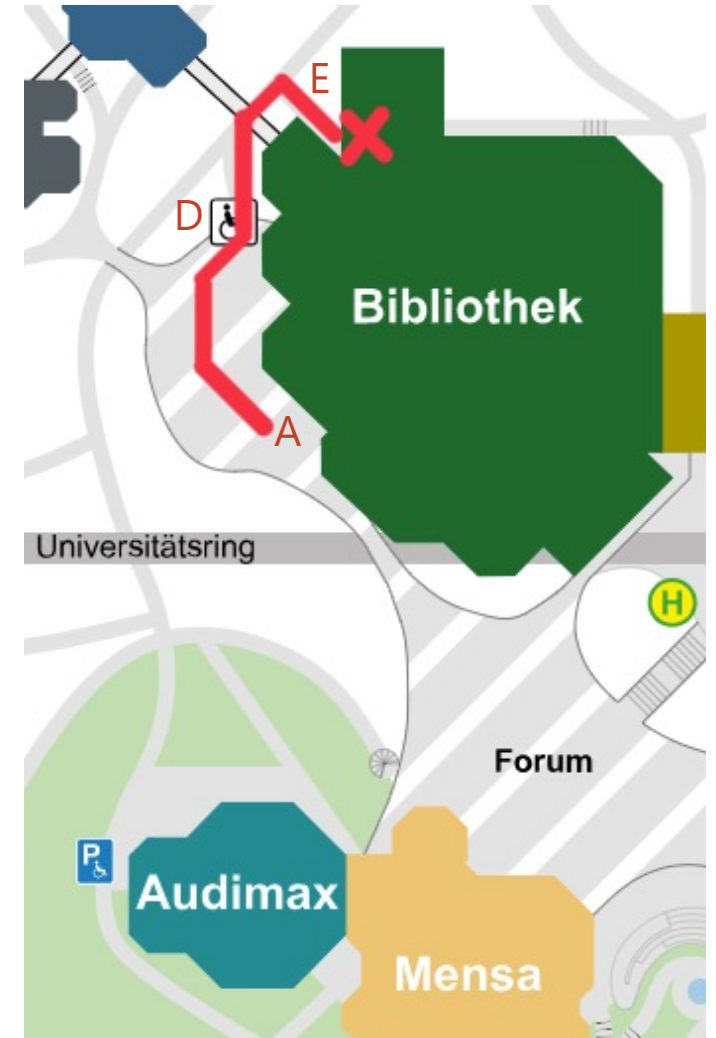 E
D
Bibliothek
A
Universitätsring
H
Forum
P
Audimax
Mensa